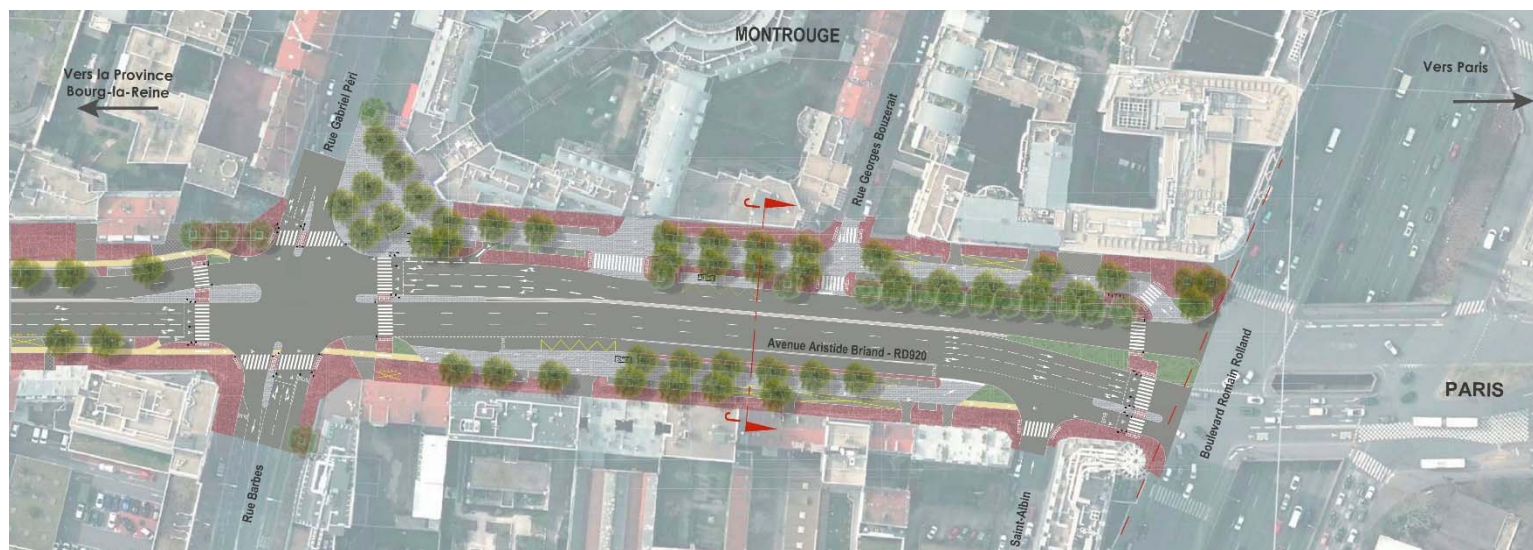 MONTROUGE
Vers la Province
Bourg-la-Reine
Vers Paris
Rue Gabriel Péri
Rue Georges Bouzerait
J
Avenue Aristide Briand - RD920
J
Boulevard Romain Rolland
PARIS
Rue Barbes
Saint-Albin